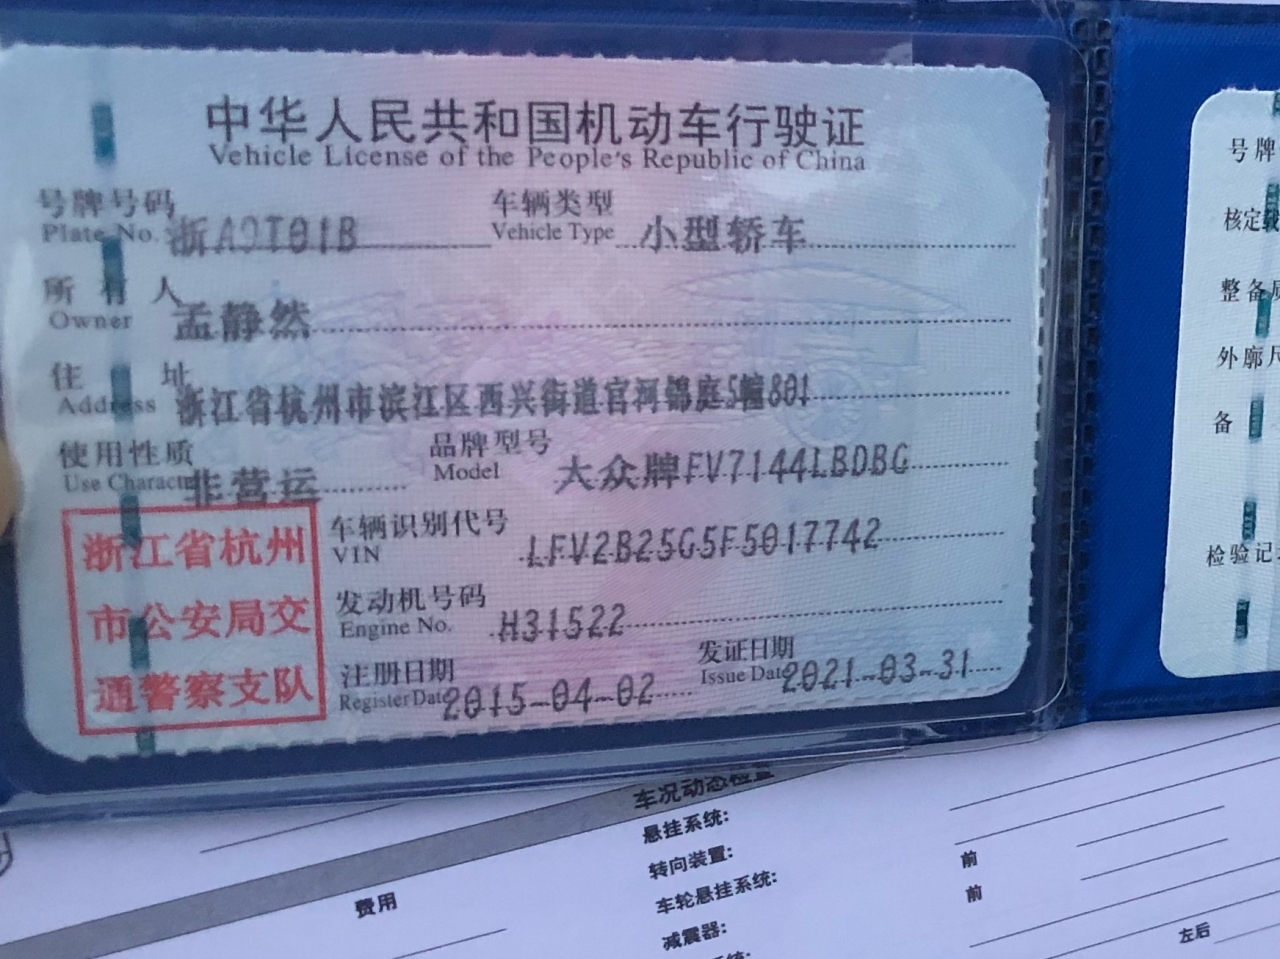 中华人民共和国机动车行驶证
Vehicle License of the People's Republic of China
号牌号码 浙A9T01B 车辆类型 小型轿车
Plate No. Vehicle Type
所有人 孟静然
Owner
住址 浙江省杭州市滨江区西兴街道官河锦庭5幢801
Address
使用性质 非营运 品牌型号 大众牌FV7144LBDBG
Use Character Model
浙江省杭州
市公安局交
通警察支队
车辆识别代号 LFV2B25G5F5017742
VIN
发动机号码 H31522
Engine No.
注册日期 2015-04-02 发证日期 2021-03-31
Register Date Issue Date
号牌
核定载
整备质
外廓尺
备
检验记
车况动态检查
悬挂系统:
转向装置: 前
车轮悬挂系统: 前
减震器: 左后
费用